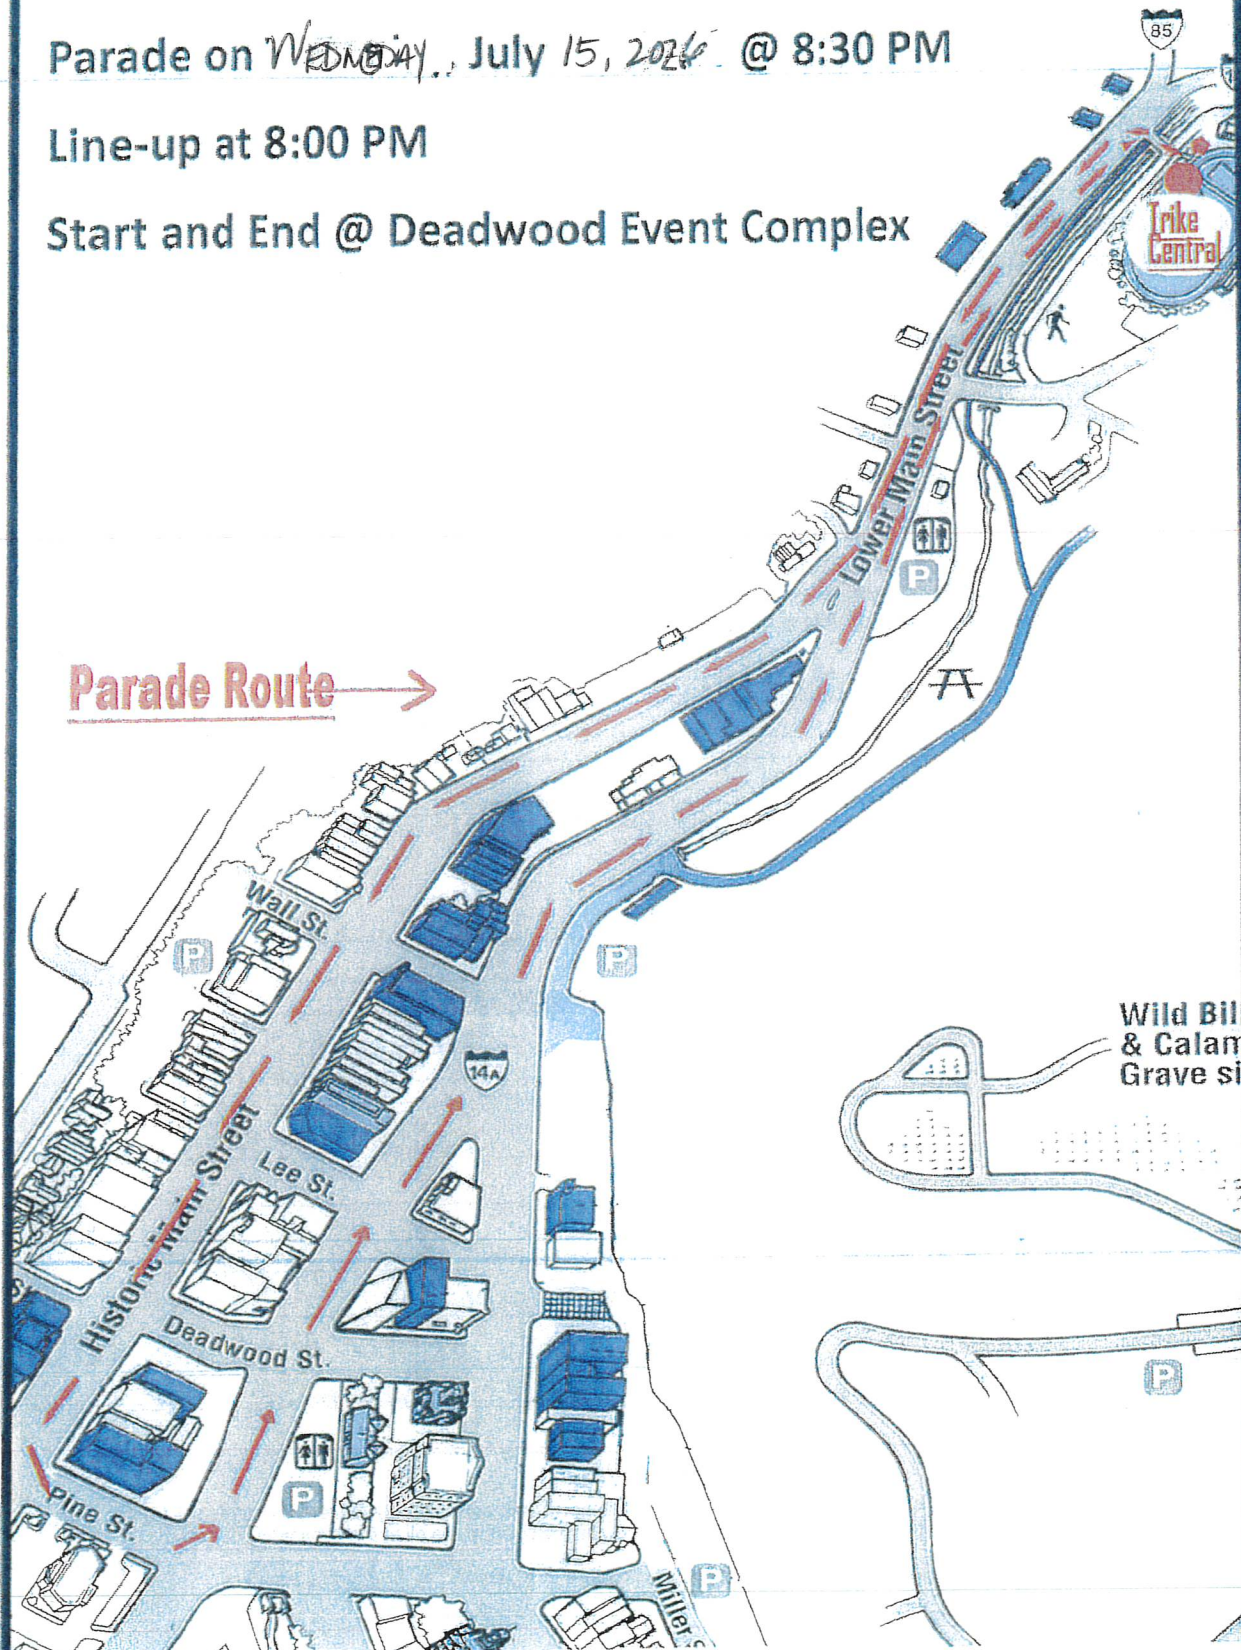 Parade on WEDNESDAY, July 15, 2026 @ 8:30 PM
Line-up at 8:00 PM
Start and End @ Deadwood Event Complex
85
Trike
Central
Lower Main Street
P
Parade Route
Wall St.
P
P
14A
Wild Bil
& Calam
Grave si
Lee St.
Historic Main Street
St
Deadwood St.
P
P
Pine St.
P
Miller S